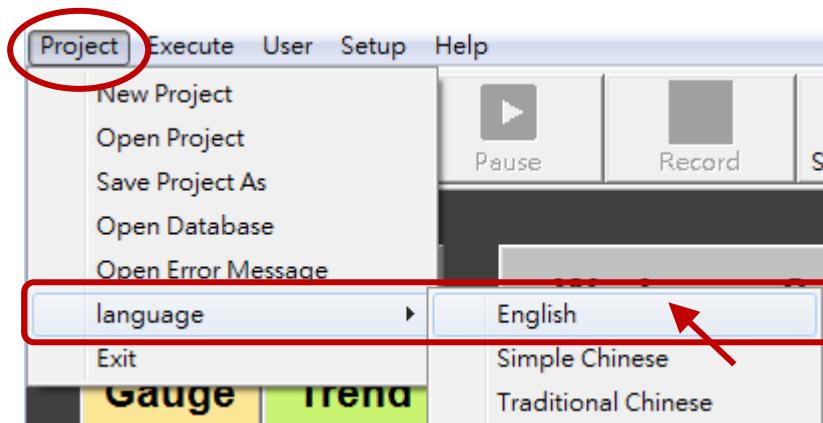 Project Execute User Setup Help
New Project
Open Project
Pause Record S
Save Project As
Open Database
Open Error Message
language English
Exit Simple Chinese
Gauge Trend Traditional Chinese